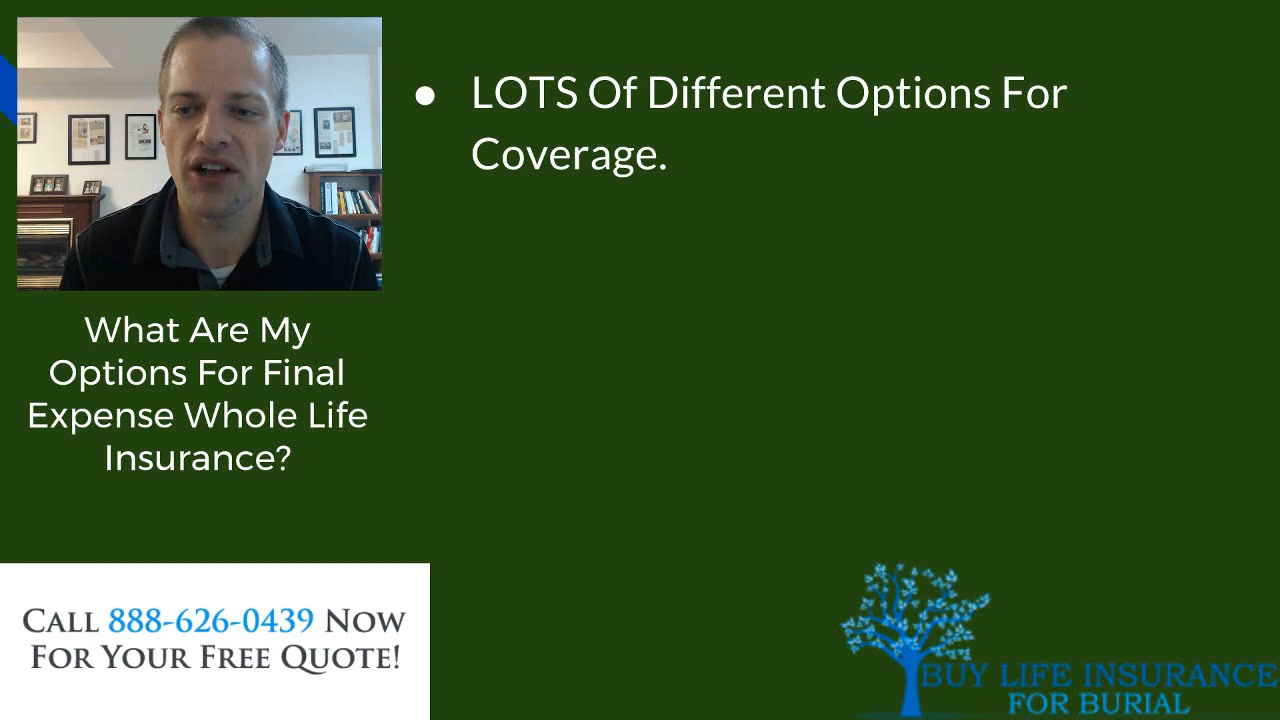 ● LOTS Of Different Options For
Coverage.
What Are My
Options For Final
Expense Whole Life
Insurance?
CALL 888-626-0439 NOW
FOR YOUR FREE QUOTE!
BUY LIFE INSURANCE
FOR BURIAL